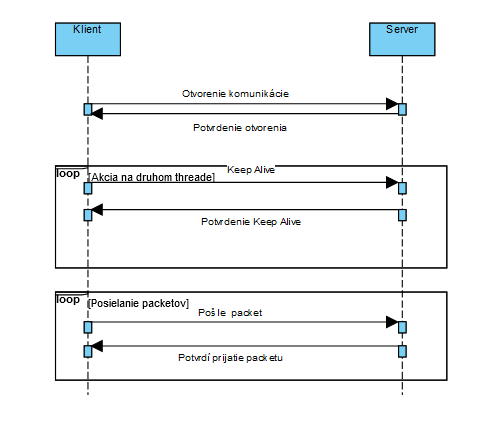 Klient
Server
Otvorenie komunikácie
Potvrdenie otvorenia
Keep Alive
loop
[Akcia na druhom threade]
Potvrdenie Keep Alive
loop
[Posielanie packetov]
Pošle packet
Potvrdí prijatie packetu